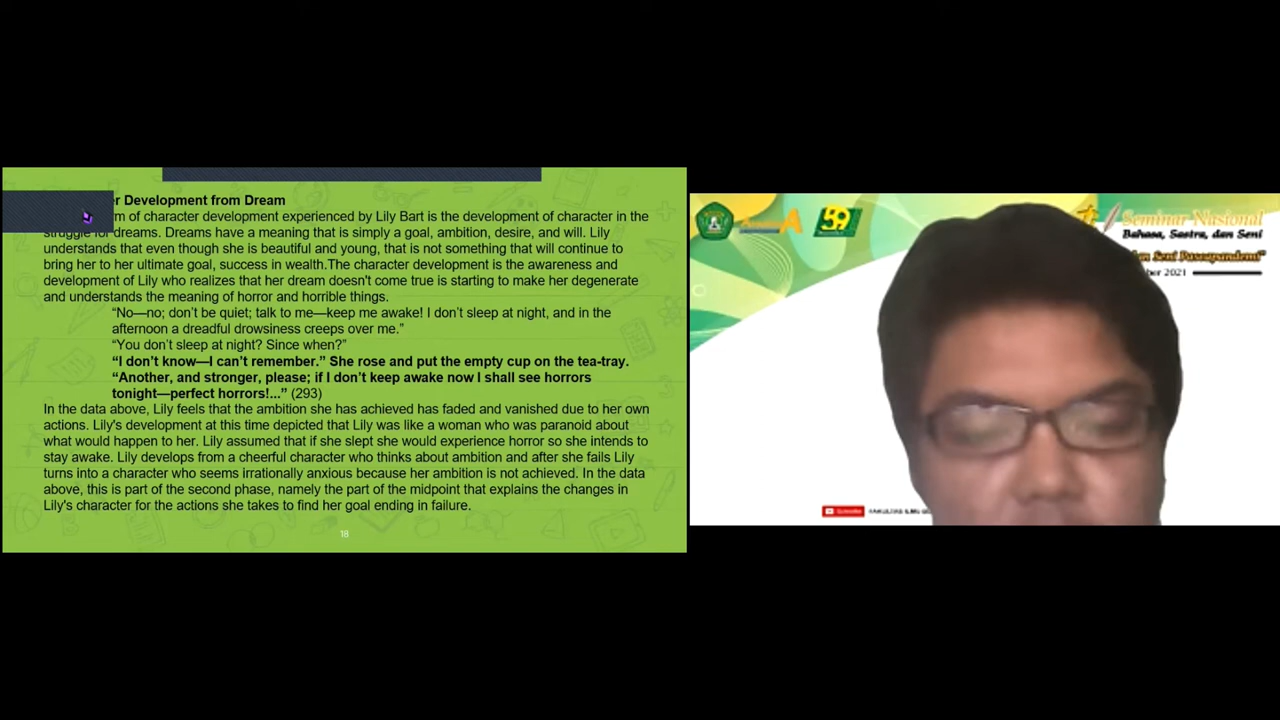 er Development from Dream
rm of character development experienced by Lily Bart is the development of character in the
struggle for dreams. Dreams have a meaning that is simply a goal, ambition, desire, and will. Lily
understands that even though she is beautiful and young, that is not something that will continue to
bring her to her ultimate goal, success in wealth.The character development is the awareness and
development of Lily who realizes that her dream doesn't come true is starting to make her degenerate
and understands the meaning of horror and horrible things.
“No—no; don’t be quiet; talk to me—keep me awake! I don’t sleep at night, and in the
afternoon a dreadful drowsiness creeps over me.”
“You don’t sleep at night? Since when?”
“I don’t know—I can’t remember.” She rose and put the empty cup on the tea-tray.
“Another, and stronger, please; if I don’t keep awake now I shall see horrors
tonight—perfect horrors!...” (293)
In the data above, Lily feels that the ambition she has achieved has faded and vanished due to her own
actions. Lily's development at this time depicted that Lily was like a woman who was paranoid about
what would happen to her. Lily assumed that if she slept she would experience horror so she intends to
stay awake. Lily develops from a cheerful character who thinks about ambition and after she fails Lily
turns into a character who seems irrationally anxious because her ambition is not achieved. In the data
above, this is part of the second phase, namely the part of the midpoint that explains the changes in
Lily's character for the actions she takes to find her goal ending in failure.
18
59
Seminar Nasional
Bahasa, Sastra, dan Seni
Seni Pascapandemi"
ber 2021
Subscribe